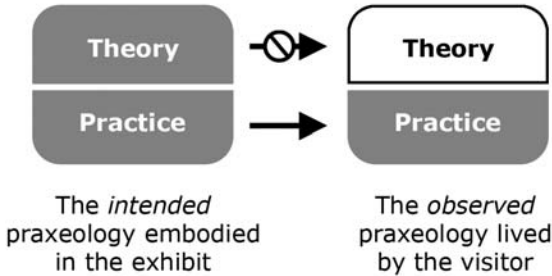 Theory
Theory
Practice
Practice
The intended
praxeology embodied
in the exhibit
The observed
praxeology lived
by the visitor